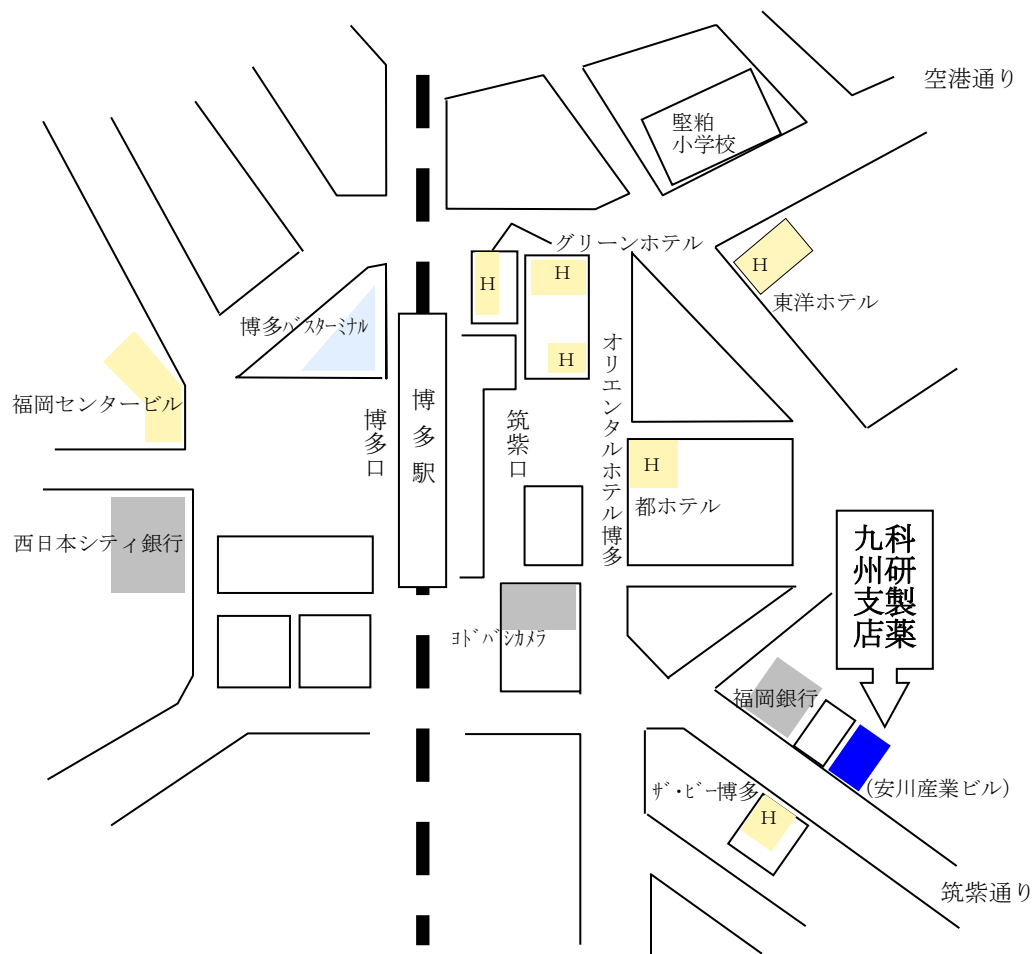 空港通り
堅粕
小学校
グリーンホテル
H
H
H
東洋ホテル
H
博多ﾊﾞｽﾀｰﾐﾅﾙ
福岡センタービル
博多口
博多駅
筑紫口
オリエンタルホテル博多
H
都ホテル
西日本シティ銀行
科研製薬
九州支店
ﾖﾄﾞﾊﾞｼｶﾒﾗ
福岡銀行
(安川産業ビル)
ｻﾞ・ﾋﾞｰ博多
H
筑紫通り